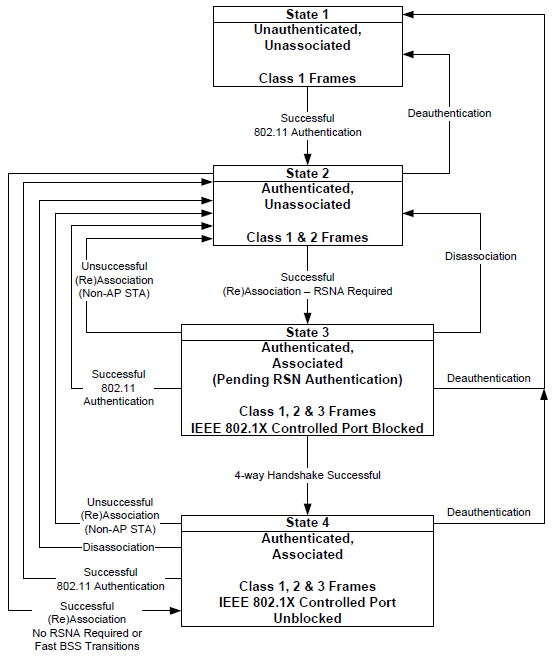 State 1
Unauthenticated,
Unassociated
Class 1 Frames
Successful
802.11 Authentication
Deauthentication
State 2
Authenticated,
Unassociated
Class 1 & 2 Frames
Unsuccessful
(Re)Association
(Non-AP STA)
Successful
(Re)Association – RSNA Required
Disassociation
State 3
Authenticated,
Associated
(Pending RSN Authentication)
Class 1, 2 & 3 Frames
IEEE 802.1X Controlled Port Blocked
Successful
802.11
Authentication
Deauthentication
4-way Handshake Successful
Unsuccessful
(Re)Association
(Non-AP STA)
Disassociation
Successful
802.11 Authentication
Successful
(Re)Association
No RSNA Required or
Fast BSS Transitions
State 4
Authenticated,
Associated
Class 1, 2 & 3 Frames
IEEE 802.1X Controlled Port
Unblocked
Deauthentication